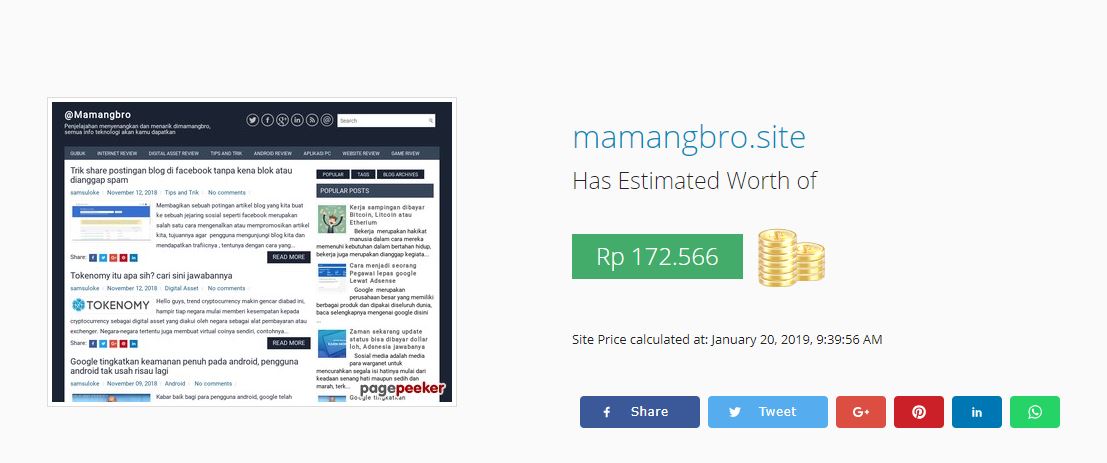 @Mamangbro
Penjelajahan menyenangkan dan menarik dimamangbro,
semua info teknologi akan kamu dapatkan
Search
GUBUK INTERNET REVIEW DIGITAL ASSET REVIEW TIPS AND TRIK ANDROID REVIEW APLIKASI PC WEBSITE REVIEW GAME RIVEW
Trik share postingan blog di facebook tanpa kena blok atau
dianggap spam
samsuloke November 12, 2018 Tips and Trik No comments
Membagikan sebuah potingan artikel blog yang kita buat
ke sebuah jejaring sosial seperti facebook merupakan
salah satu cara mengenalkan atau mempromosikan artikel
kita, tujuannya agar pengguna mengunjungi blog kita dan
mendapatkan trafiicnya , tentunya dengan cara yang...
Share:
READ MORE
Tokenomy itu apa sih? cari sini jawabannya
samsuloke November 12, 2018 Digital Asset No comments
TOKENOMY
Hello guys, trend cryptocurrency makin gencar diabad ini,
hampir tiap negara mulai memberi kesempatan kepada
cryptocurrency sebagai digital asset yang diakui oleh negara sebagai alat pembayaran atau
exchenger. Negara-negara tertentu juga membuat virtual coinya sendiri, contohnya...
Share:
READ MORE
Google tingkatkan keamanan penuh pada android, pengguna
android tak usah risau lagi
samsuloke November 09, 2018 Android No comments
Kabar baik bagi para pengguna android, google telah
POPULAR TAGS BLOG ARCHIVES
POPULAR POSTS
Kerja sampingan dibayar
Bitcoin, Litcoin atau
Etherium
Bekerja merupakan hakikat
manusia dalam cara mereka
memenuhi kebutuhan dalam bertahan hidup,
bekerja juga merupakan dianggap kegiata...
Cara menjadi seorang
Pegawai lepas google
Lewat Adsense
Google merupakan
perusahaan besar yang memiliki
berbagai produk dan dipakai diseluruh dunia,
baca selengkapnya mengenai google disini
...
Zaman sekarang update
status bisa dibayar dollar
loh, Adonesia jawabanya
Sosial media adalah media
para warganet untuk
mencurahkan segala isi hatinya mulai dari
keadaan senang hati maupun sedih dan
marah, terk...
Google tingkatkan
pagepeeker
mamangbro.site
Has Estimated Worth of
Rp 172.566
Site Price calculated at: January 20, 2019, 9:39:56 AM
Share Tweet